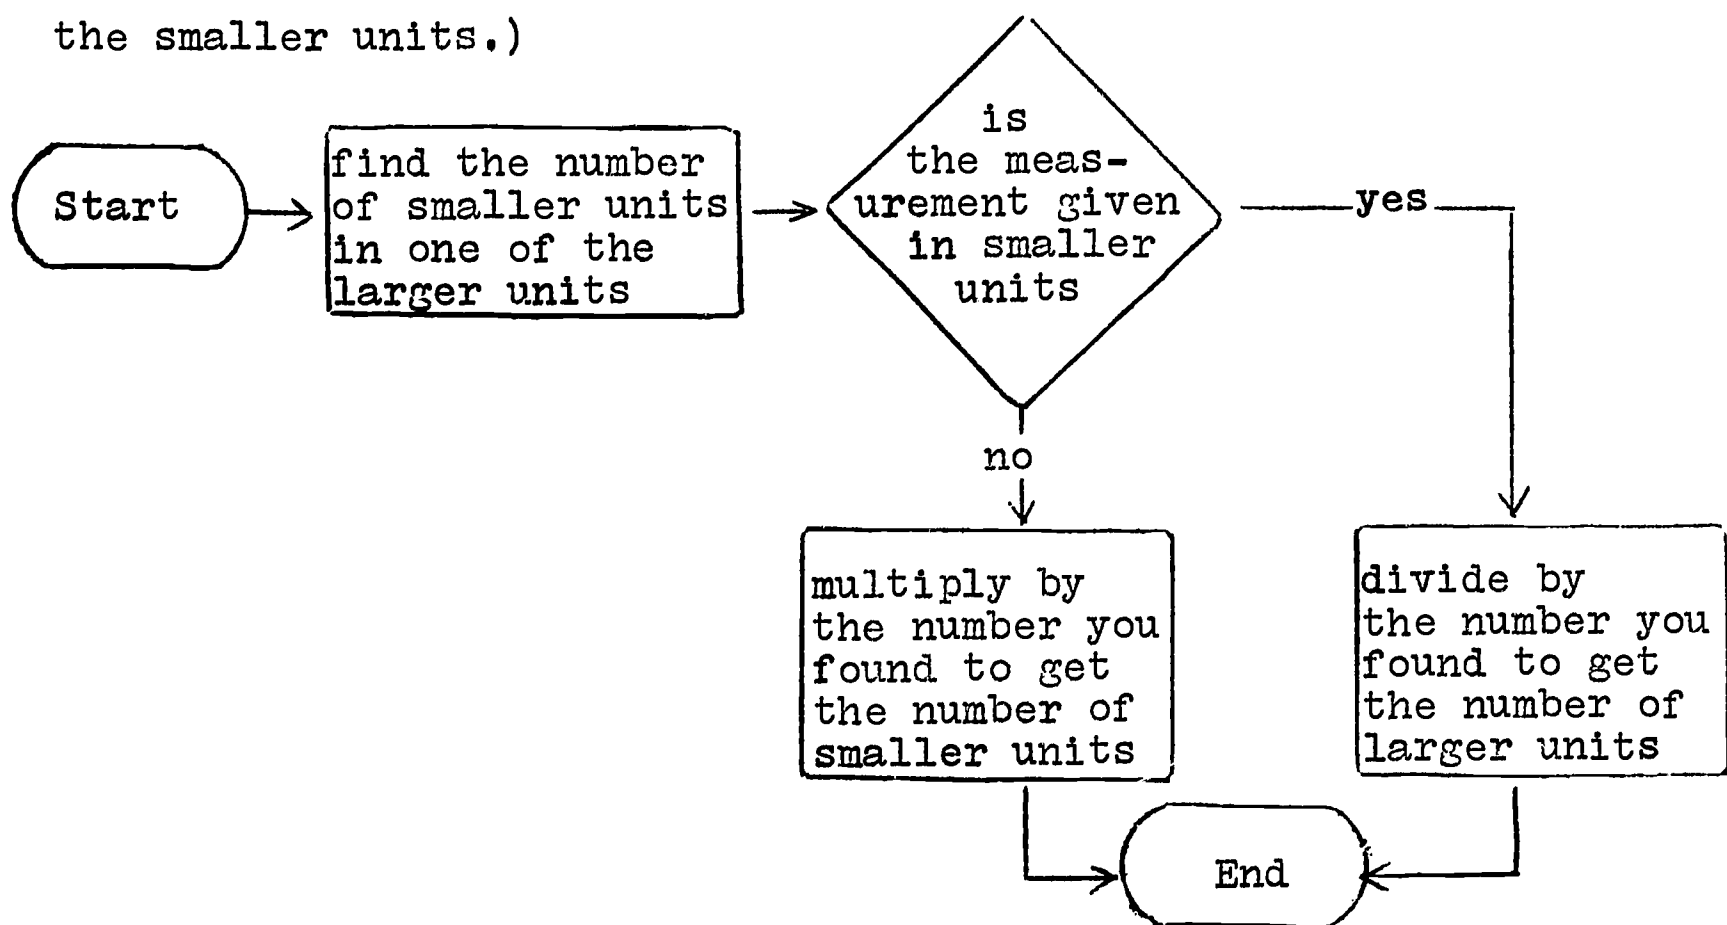 the smaller units.)
Start
find the number
of smaller units
in one of the
larger units
is
the meas-
urement given
in smaller
units
yes
no
multiply by
the number you
found to get
the number of
smaller units
divide by
the number you
found to get
the number of
larger units
End